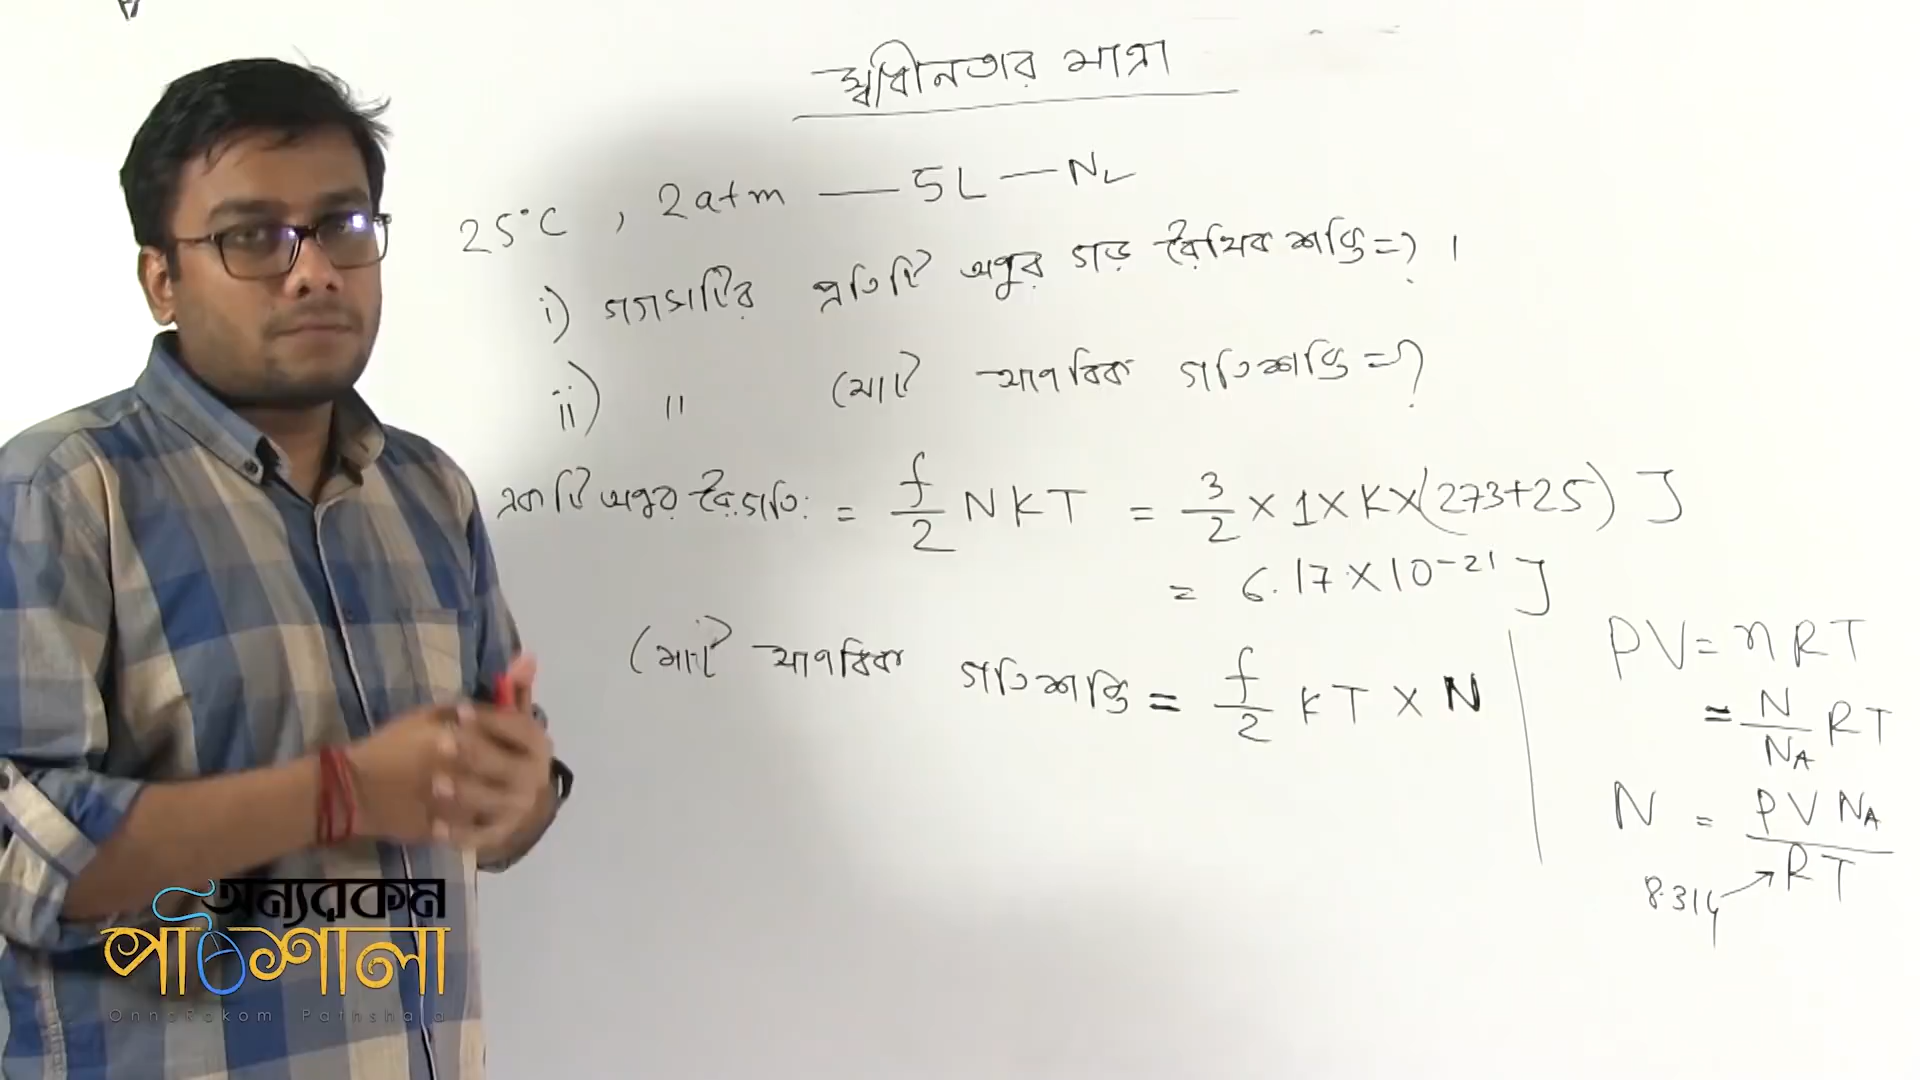 স্বাধীনতার মাত্রা
25°C , 2atm — 5L — N₂
i) গ্যাসটির প্রতিটি অণুর গড় রৈখিক শক্তি = ? ।
ii) " মোট আণবিক গতিশক্তি = ?
একটি অণুর রৈ.গতি: = f/2 NKT = 3/2 × 1 × K × (273+25) J
= 6.17 × 10⁻²¹ J
মোট আণবিক গতিশক্তি = f/2 KT × N
PV = nRT
= N/N_A RT
N = PVN_A/RT
8.314
অন্যরকম
পাঠশালা
OnnoRokom Pathshala